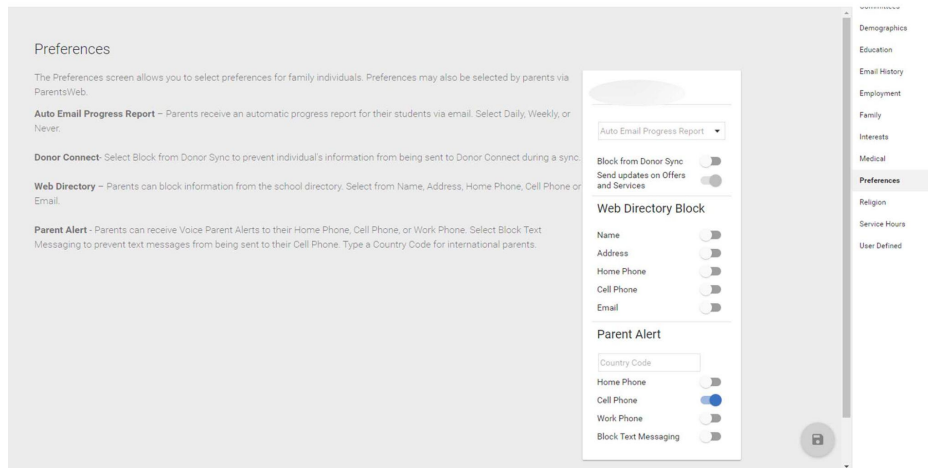 Preferences
The Preferences screen allows you to select preferences for family individuals. Preferences may also be selected by parents via
ParentsWeb.
Auto Email Progress Report – Parents receive an automatic progress report for their students via email. Select Daily, Weekly, or
Never.
Donor Connect- Select Block from Donor Sync to prevent individual's information from being sent to Donor Connect during a sync.
Web Directory – Parents can block information from the school directory. Select from Name, Address, Home Phone, Cell Phone or
Email.
Parent Alert - Parents can receive Voice Parent Alerts to their Home Phone, Cell Phone, or Work Phone. Select Block Text
Messaging to prevent text messages from being sent to their Cell Phone. Type a Country Code for international parents.
Auto Email Progress Report
Block from Donor Sync
Send updates on Offers
and Services
Web Directory Block
Name
Address
Home Phone
Cell Phone
Email
Parent Alert
Country Code
Home Phone
Cell Phone
Work Phone
Block Text Messaging
Demographics
Education
Email History
Employment
Family
Interests
Medical
Preferences
Religion
Service Hours
User Defined